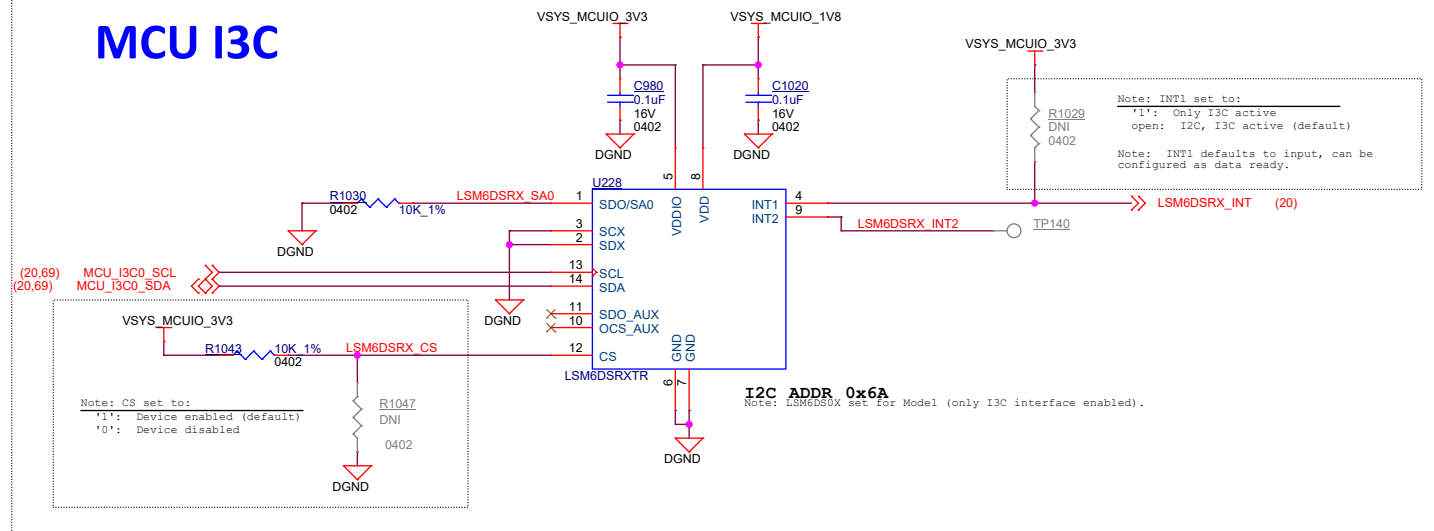 MCU I3C
VSYS_MCUIO_3V3
VSYS_MCUIO_1V8
VSYS_MCUIO_3V3
C980
0.1uF
16V
0402
DGND
C1020
0.1uF
16V
0402
DGND
R1029
DNI
0402
Note: INT1 set to:
'1': Only I3C active
open: I2C, I3C active (default)
Note: INT1 defaults to input, can be
configured as data ready.
R1030
0402
10K_1%
LSM6DSRX_SA0
DGND
U228
1 SDO/SA0
3 SCX
2 SDX
13 SCL
14 SDA
11 SDO_AUX
10 OCS_AUX
12 CS
5 VDDIO
8 VDD
INT1 4
INT2 9
GND 6
GND 7
LSM6DSRXTR
DGND
LSM6DSRX_INT (20)
LSM6DSRX_INT2
TP140
(20,69) MCU_I3C0_SCL
(20,69) MCU_I3C0_SDA
DGND
VSYS_MCUIO_3V3
R1043
10K_1%
0402
LSM6DSRX_CS
Note: CS set to:
'1': Device enabled (default)
'0': Device disabled
R1047
DNI
0402
DGND
I2C ADDR 0x6A
Note: LSM6DS0X set for Mode1 (only I3C interface enabled).